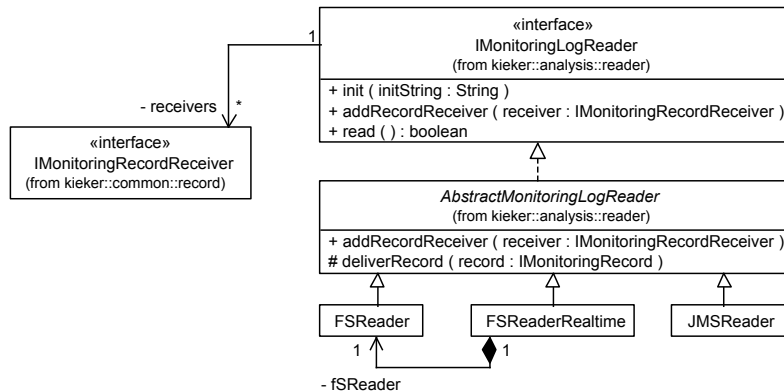 «interface»
IMonitoringLogReader
(from kieker::analysis::reader)
+ init ( initString : String )
+ addRecordReceiver ( receiver : IMonitoringRecordReceiver )
+ read ( ) : boolean
1
- receivers *
«interface»
IMonitoringRecordReceiver
(from kieker::common::record)
AbstractMonitoringLogReader
(from kieker::analysis::reader)
+ addRecordReceiver ( receiver : IMonitoringRecordReceiver )
# deliverRecord ( record : IMonitoringRecord )
FSReader FSReaderRealtime JMSReader
1 1
- fSReader